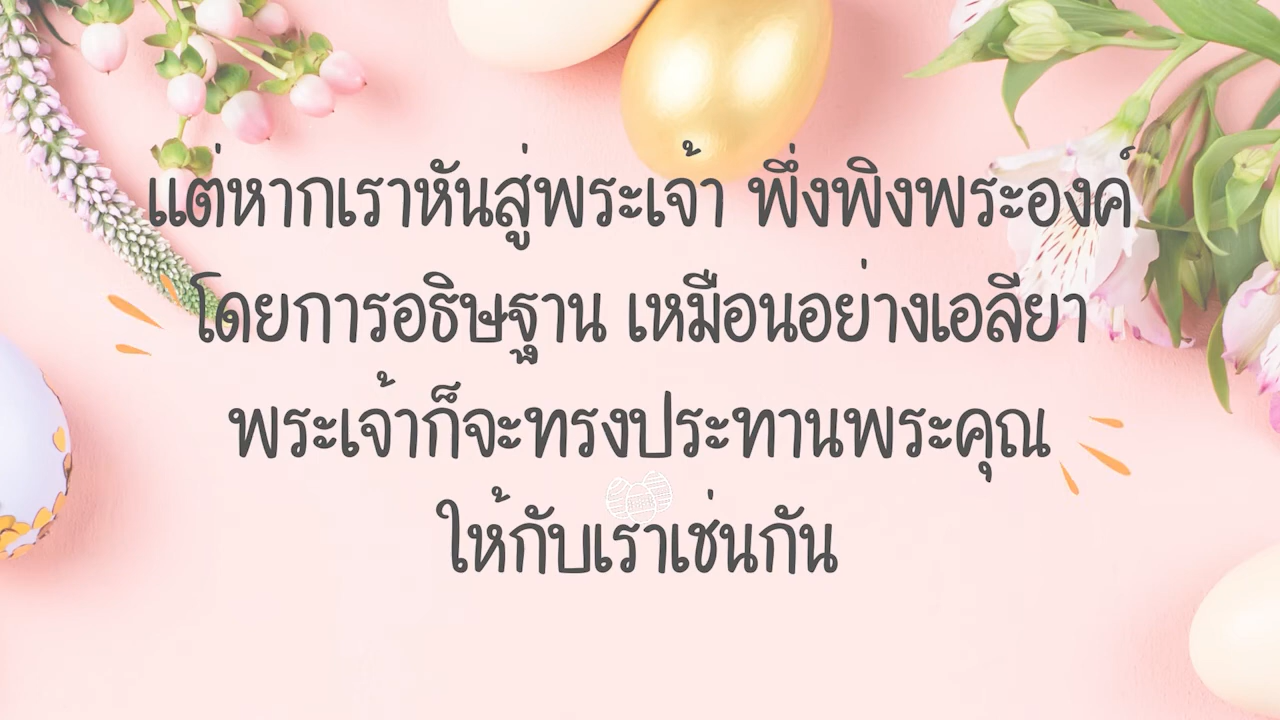 แต่หากเราหันสู่พระเจ้า พึ่งพิงพระองค์
โดยการอธิษฐาน เหมือนอย่างเอลียา
พระเจ้าก็จะทรงประทานพระคุณ
ให้กับเราเช่นกัน